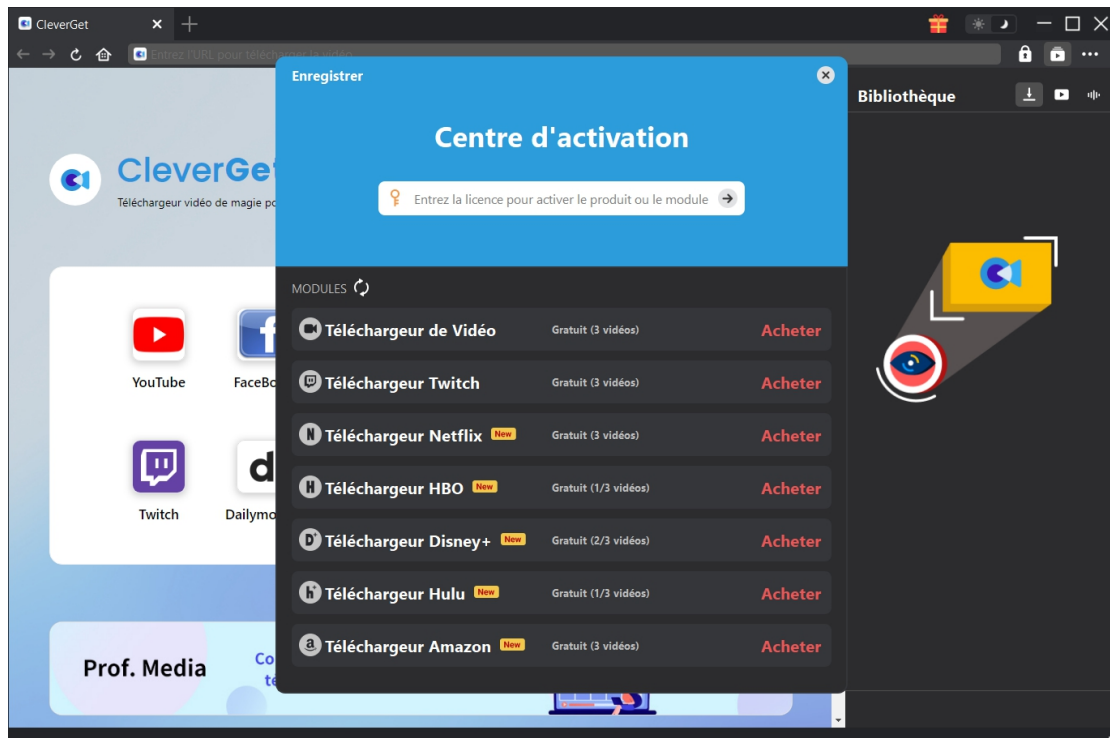 CleverGet
Entrez l'URL pour télécharger la vidéo
Enregistrer
Centre d'activation
Entrez la licence pour activer le produit ou le module
Bibliothèque
CleverGet
Téléchargeur vidéo de magie
YouTube
Twitch
MODULES
Téléchargeur de Vidéo Gratuit (3 vidéos) Acheter
Téléchargeur Twitch Gratuit (3 vidéos) Acheter
Téléchargeur Netflix New Gratuit (3 vidéos) Acheter
Téléchargeur HBO New Gratuit (1/3 vidéos) Acheter
Téléchargeur Disney+ New Gratuit (2/3 vidéos) Acheter
Téléchargeur Hulu New Gratuit (1/3 vidéos) Acheter
Téléchargeur Amazon New Gratuit (3 vidéos) Acheter
Prof. Media